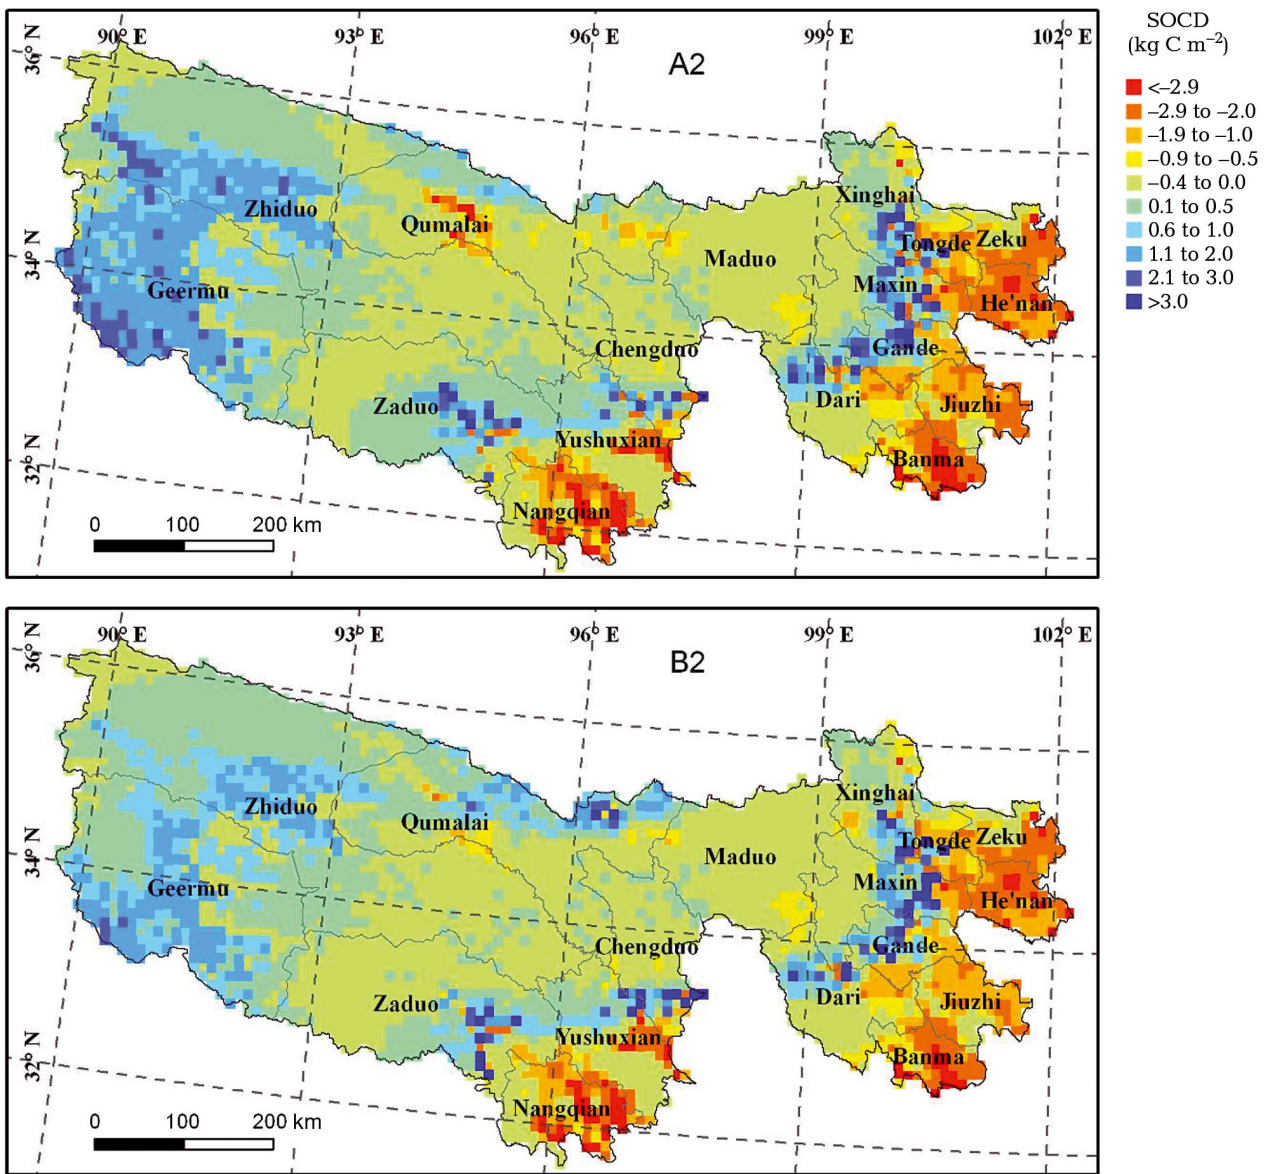 90° E 93° E 96° E 99° E 102° E
A2
36° N
34° N
32° N
Xinghai
Zhiduo
Qumalai
Tongde Zeku
Maduo
Geermu
Maxin
He'nan
Chengduo
Gande
Zaduo
Dari
Jiuzhi
Yushuxian
Banma
Nangqian
0 100 200 km
SOCD
(kg C m–2)
<–2.9
–2.9 to –2.0
–1.9 to –1.0
–0.9 to –0.5
–0.4 to 0.0
0.1 to 0.5
0.6 to 1.0
1.1 to 2.0
2.1 to 3.0
>3.0
90° E 93° E 96° E 99° E 102° E
B2
36° N
34° N
32° N
Xinghai
Zhiduo
Qumalai
Tongde Zeku
Maduo
Geermu
Maxin
He'nan
Chengduo
Gande
Zaduo
Dari
Jiuzhi
Yushuxian
Banma
Nangqian
0 100 200 km